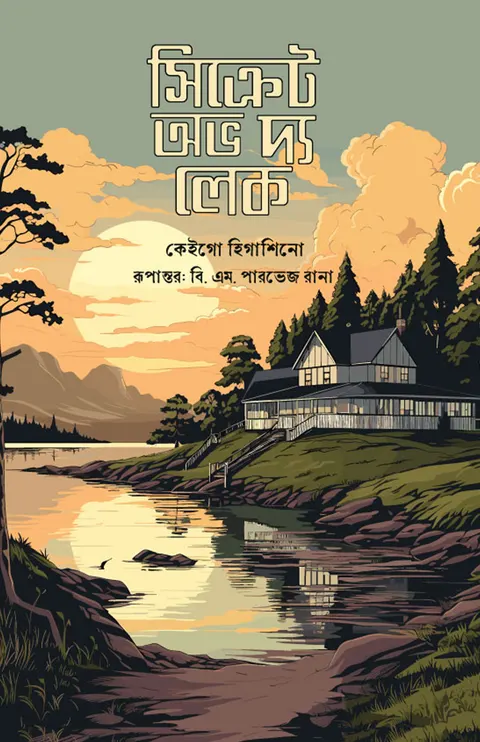 সিক্রেট
অভ দ্য
লেক
কেইগো হিগাশিনো
রূপান্তর: বি. এম. পারভেজ রানা